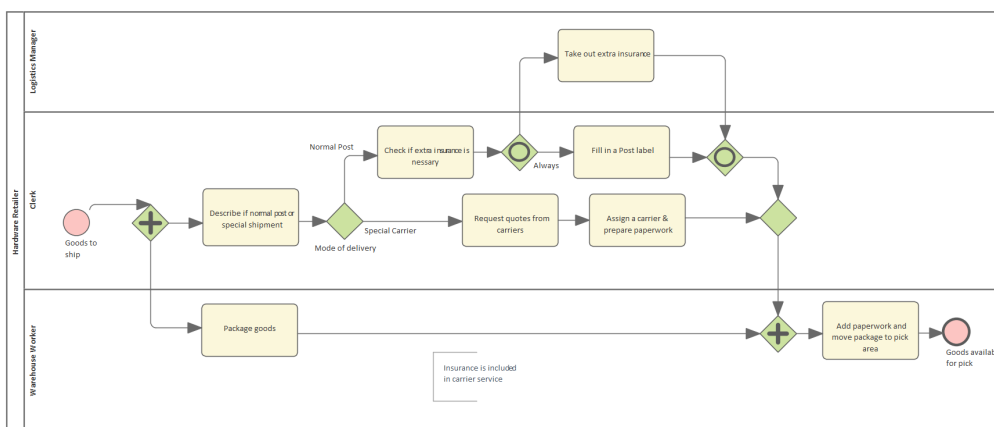 Hardware Retailer
Logistics Manager
Take out extra insurance
Clerk
Goods to
ship
Describe if normal post or
special shipment
Mode of delivery
Normal Post
Special Carrier
Check if extra insurance is
nessary
Always
Fill in a Post label
Request quotes from
carriers
Assign a carrier &
prepare paperwork
Warehouse Worker
Package goods
Insurance is included
in carrier service
Add paperwork and
move package to pick
area
Goods availab
for pick